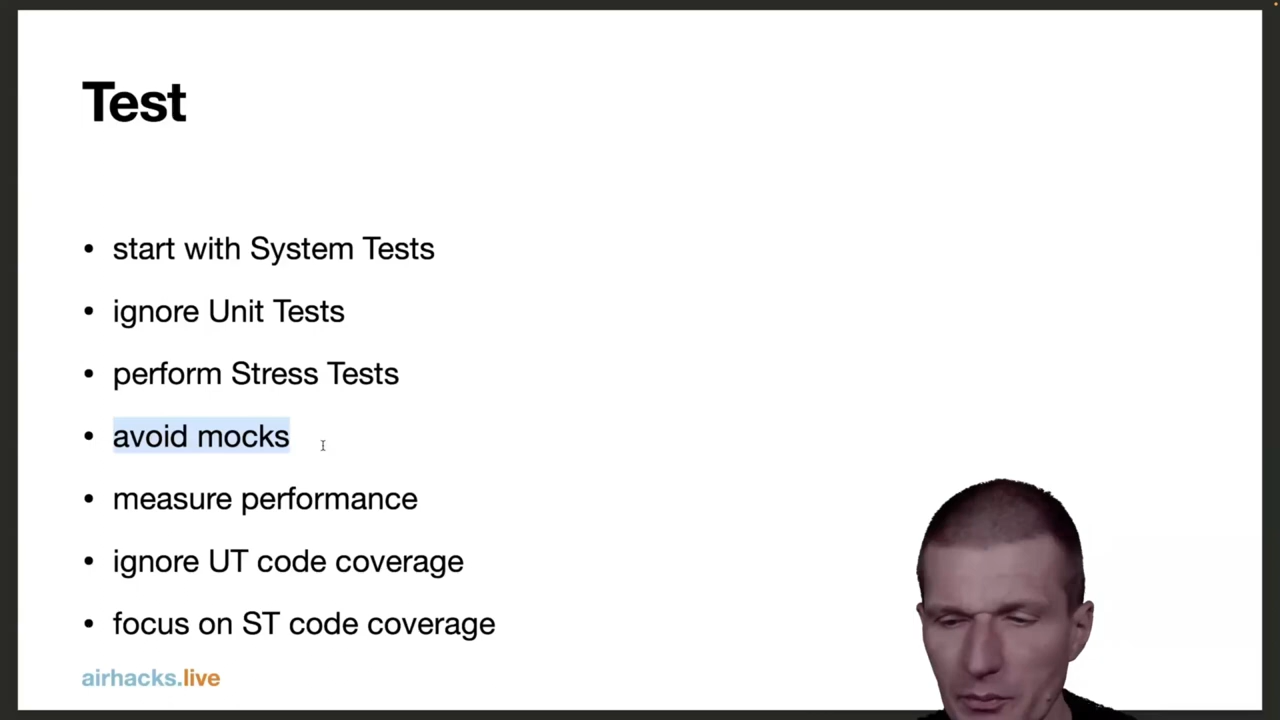 Test
• start with System Tests
• ignore Unit Tests
• perform Stress Tests
• avoid mocks
• measure performance
• ignore UT code coverage
• focus on ST code coverage
airhacks.live